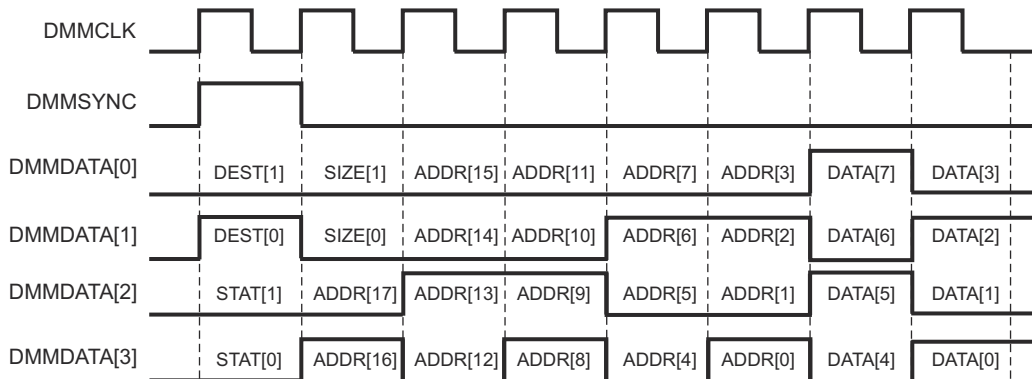 DMMCLK
DMMSYNC
DMMDATA[0] DEST[1] SIZE[1] ADDR[15] ADDR[11] ADDR[7] ADDR[3] DATA[7] DATA[3]
DMMDATA[1] DEST[0] SIZE[0] ADDR[14] ADDR[10] ADDR[6] ADDR[2] DATA[6] DATA[2]
DMMDATA[2] STAT[1] ADDR[17] ADDR[13] ADDR[9] ADDR[5] ADDR[1] DATA[5] DATA[1]
DMMDATA[3] STAT[0] ADDR[16] ADDR[12] ADDR[8] ADDR[4] ADDR[0] DATA[4] DATA[0]